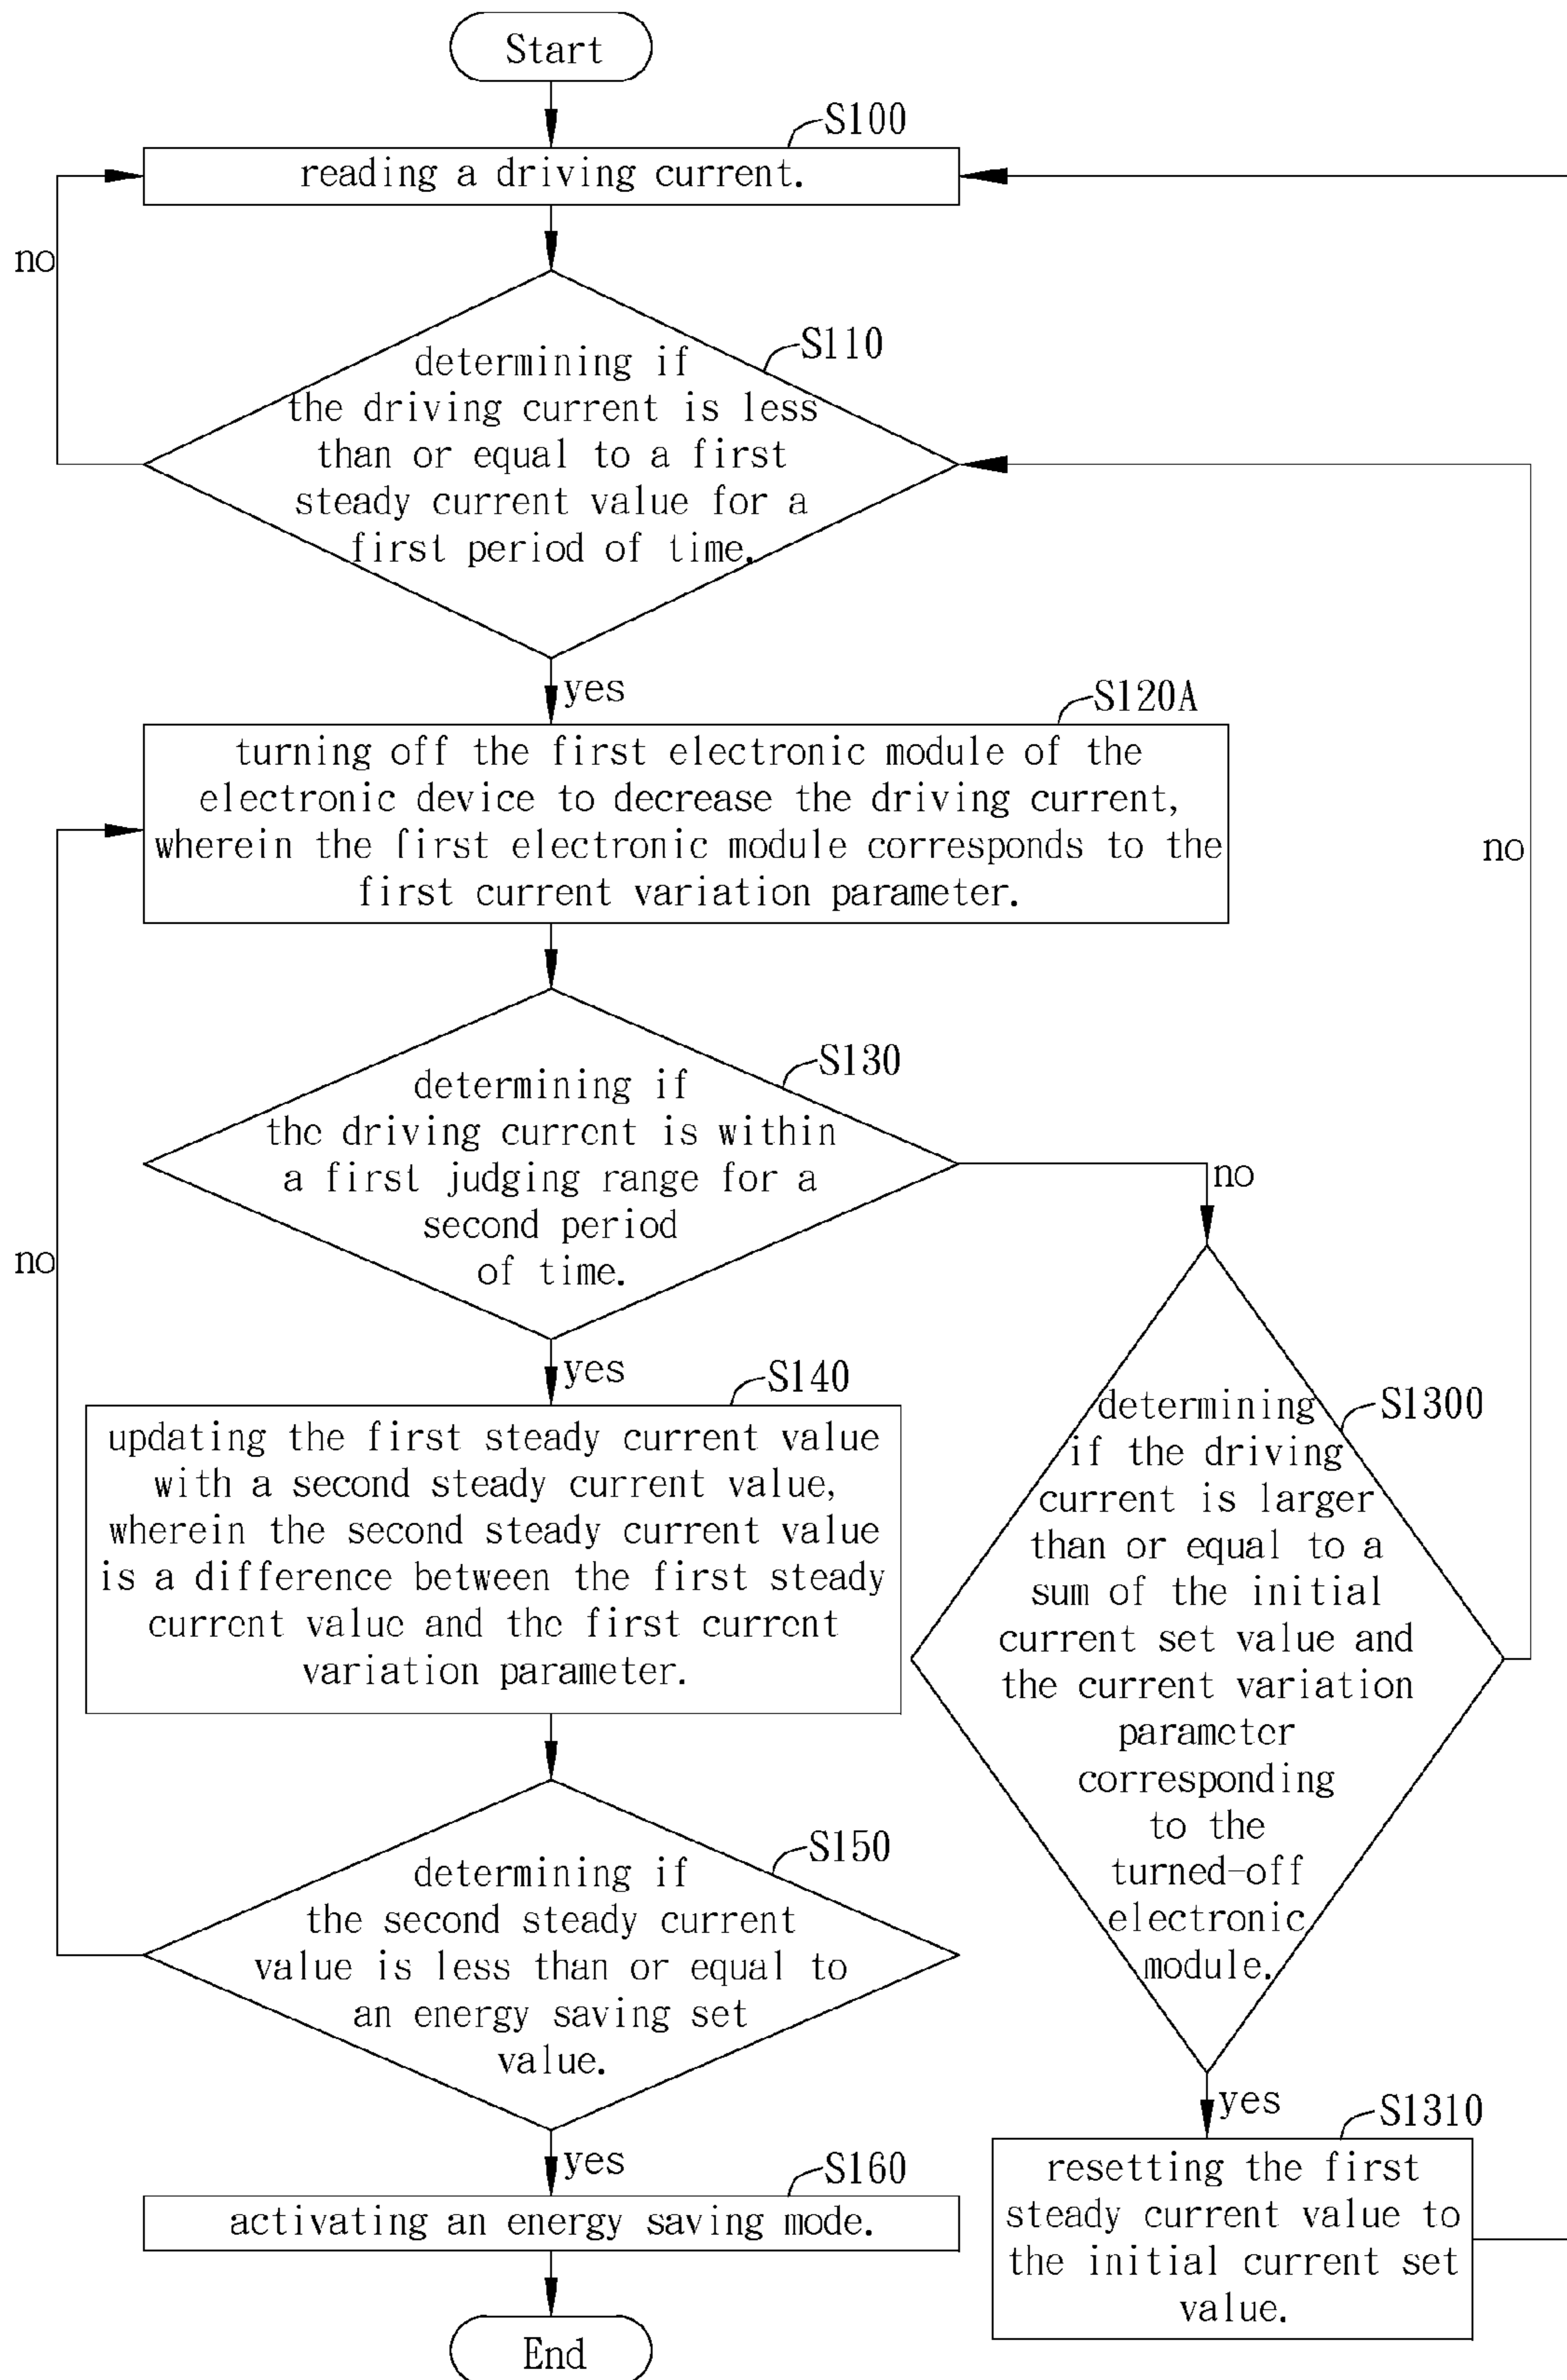 Start
S100
reading a driving current.
no
S110
determining if
the driving current is less
than or equal to a first
steady current value for a
first period of time.
yes
S120A
turning off the first electronic module of the
electronic device to decrease the driving current,
wherein the first electronic module corresponds to the
first current variation parameter.
no
S130
determining if
the driving current is within
a first judging range for a
second period
of time.
no
no
yes
S140
updating the first steady current value
with a second steady current value,
wherein the second steady current value
is a difference between the first steady
current value and the first current
variation parameter.
S1300
determining
if the driving
current is larger
than or equal to a
sum of the initial
current set value and
the current variation
parameter
corresponding
to the
turned-off
electronic
module.
S150
determining if
the second steady current
value is less than or equal to
an energy saving set
value.
yes
S160
activating an energy saving mode.
yes
S1310
resetting the first
steady current value to
the initial current set
value.
End